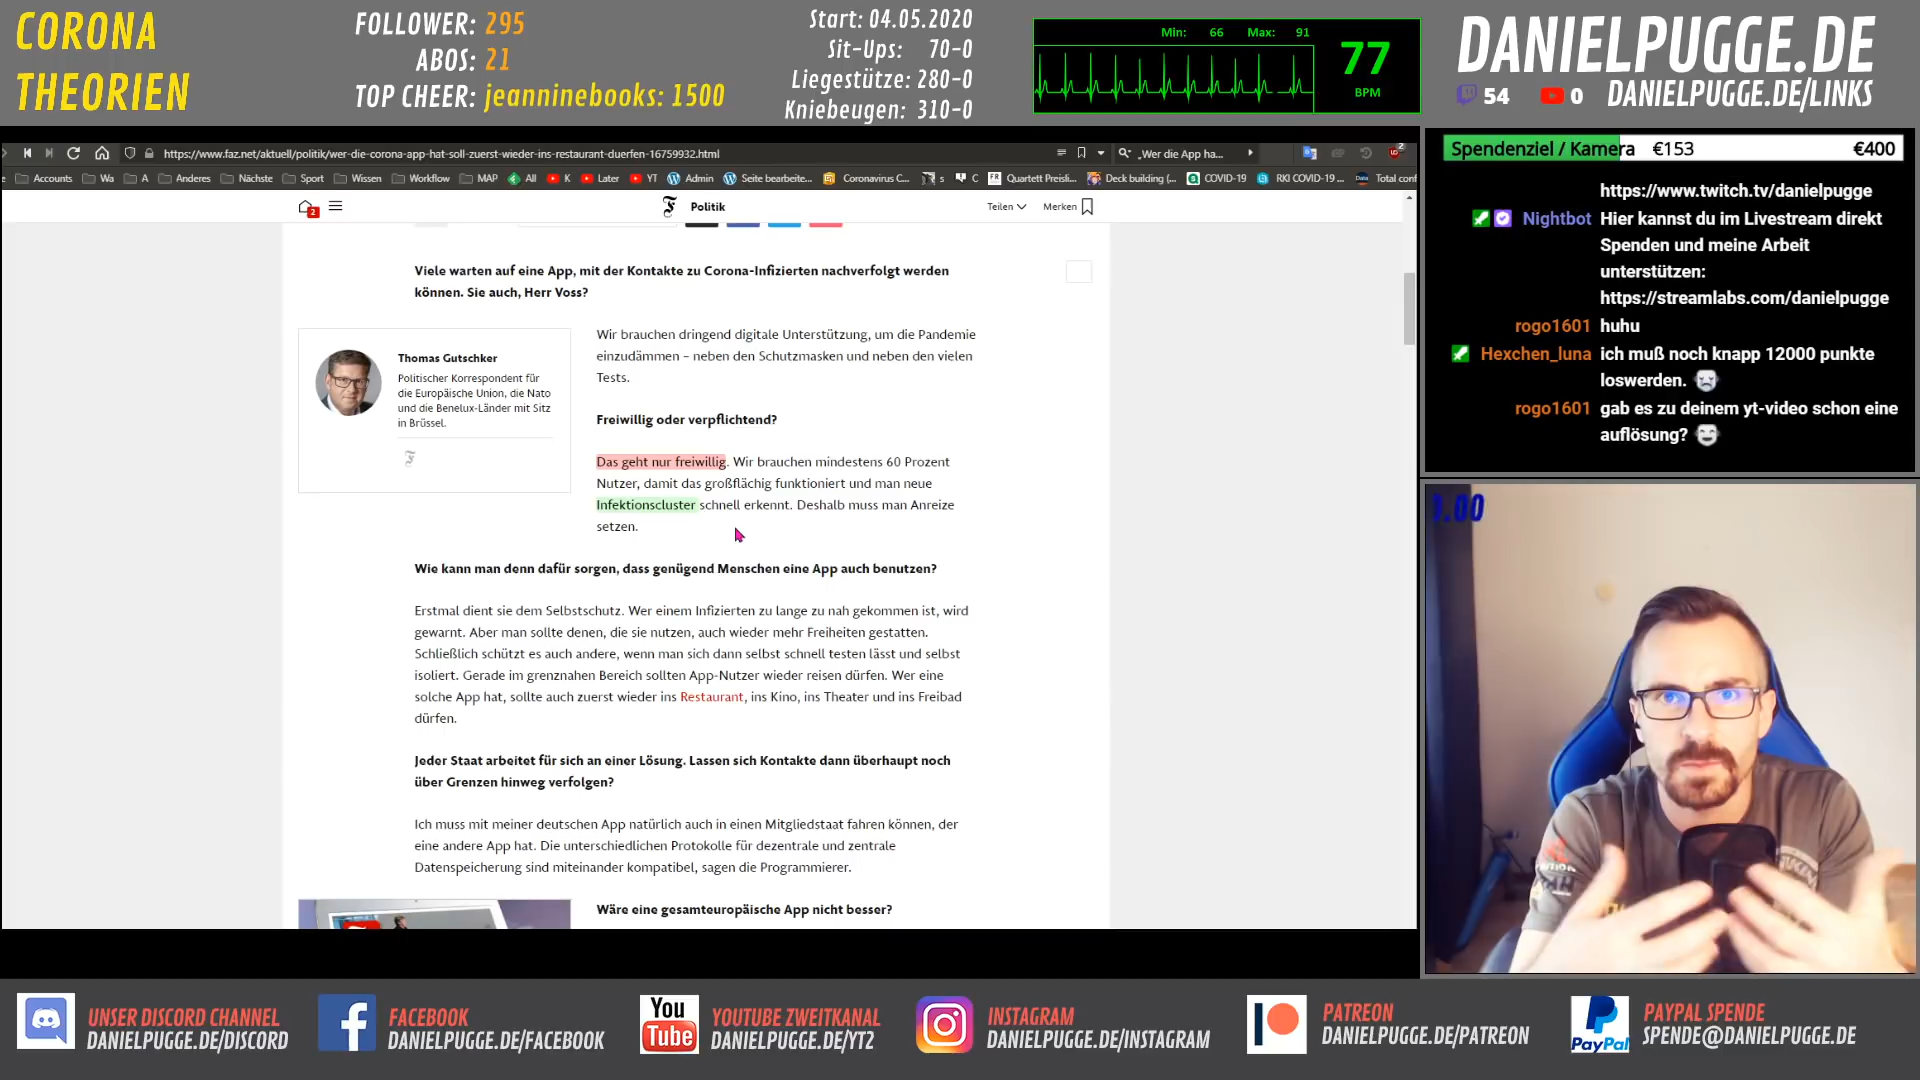 CORONA
THEORIEN
FOLLOWER: 295
ABOS: 21
TOP CHEER: jeanninebooks: 1500
Start: 04.05.2020
Sit-Ups: 70-0
Liegestütze: 280-0
Kniebeugen: 310-0
Min: 66 Max: 91
77
BPM
DANIELPUGGE.DE
54 0 DANIELPUGGE.DE/LINKS
https://www.faz.net/aktuell/politik/wer-die-corona-app-hat-soll-zuerst-wieder-ins-restaurant-duerfen-16759932.html
„Wer die App ha...
2
Accounts Wa A Anderes Nächste Sport Wissen Workflow MAP All K Later YT Admin Seite bearbeite... Coronavirus C... s C Quartett Preisli... Deck building (... COVID-19 RKI COVID-19 ... Total conf
2
Politik
Teilen
Merken
Viele warten auf eine App, mit der Kontakte zu Corona-Infizierten nachverfolgt werden
können. Sie auch, Herr Voss?
Thomas Gutschker
Politischer Korrespondent für
die Europäische Union, die Nato
und die Benelux-Länder mit Sitz
in Brüssel.
Wir brauchen dringend digitale Unterstützung, um die Pandemie
einzudämmen – neben den Schutzmasken und neben den vielen
Tests.
Freiwillig oder verpflichtend?
Das geht nur freiwillig. Wir brauchen mindestens 60 Prozent
Nutzer, damit das großflächig funktioniert und man neue
Infektionscluster schnell erkennt. Deshalb muss man Anreize
setzen.
Wie kann man denn dafür sorgen, dass genügend Menschen eine App auch benutzen?
Erstmal dient sie dem Selbstschutz. Wer einem Infizierten zu lange zu nah gekommen ist, wird
gewarnt. Aber man sollte denen, die sie nutzen, auch wieder mehr Freiheiten gestatten.
Schließlich schützt es auch andere, wenn man sich dann selbst schnell testen lässt und selbst
isoliert. Gerade im grenznahen Bereich sollten App-Nutzer wieder reisen dürfen. Wer eine
solche App hat, sollte auch zuerst wieder ins Restaurant, ins Kino, ins Theater und ins Freibad
dürfen.
Jeder Staat arbeitet für sich an einer Lösung. Lassen sich Kontakte dann überhaupt noch
über Grenzen hinweg verfolgen?
Ich muss mit meiner deutschen App natürlich auch in einen Mitgliedstaat fahren können, der
eine andere App hat. Die unterschiedlichen Protokolle für dezentrale und zentrale
Datenspeicherung sind miteinander kompatibel, sagen die Programmierer.
Wäre eine gesamteuropäische App nicht besser?
Spendenziel / Kamera €153 €400
https://www.twitch.tv/danielpugge
Nightbot Hier kannst du im Livestream direkt
Spenden und meine Arbeit
unterstützen:
https://streamlabs.com/danielpugge
rogo1601 huhu
Hexchen_luna ich muß noch knapp 12000 punkte
loswerden.
rogo1601 gab es zu deinem yt-video schon eine
auflösung?
1.00
UNSER DISCORD CHANNEL
DANIELPUGGE.DE/DISCORD
FACEBOOK
DANIELPUGGE.DE/FACEBOOK
You
Tube
YOUTUBE ZWEITKANAL
DANIELPUGGE.DE/YT2
INSTAGRAM
DANIELPUGGE.DE/INSTAGRAM
PATREON
DANIELPUGGE.DE/PATREON
PayPal
PAYPAL SPENDE
SPENDE@DANIELPUGGE.DE